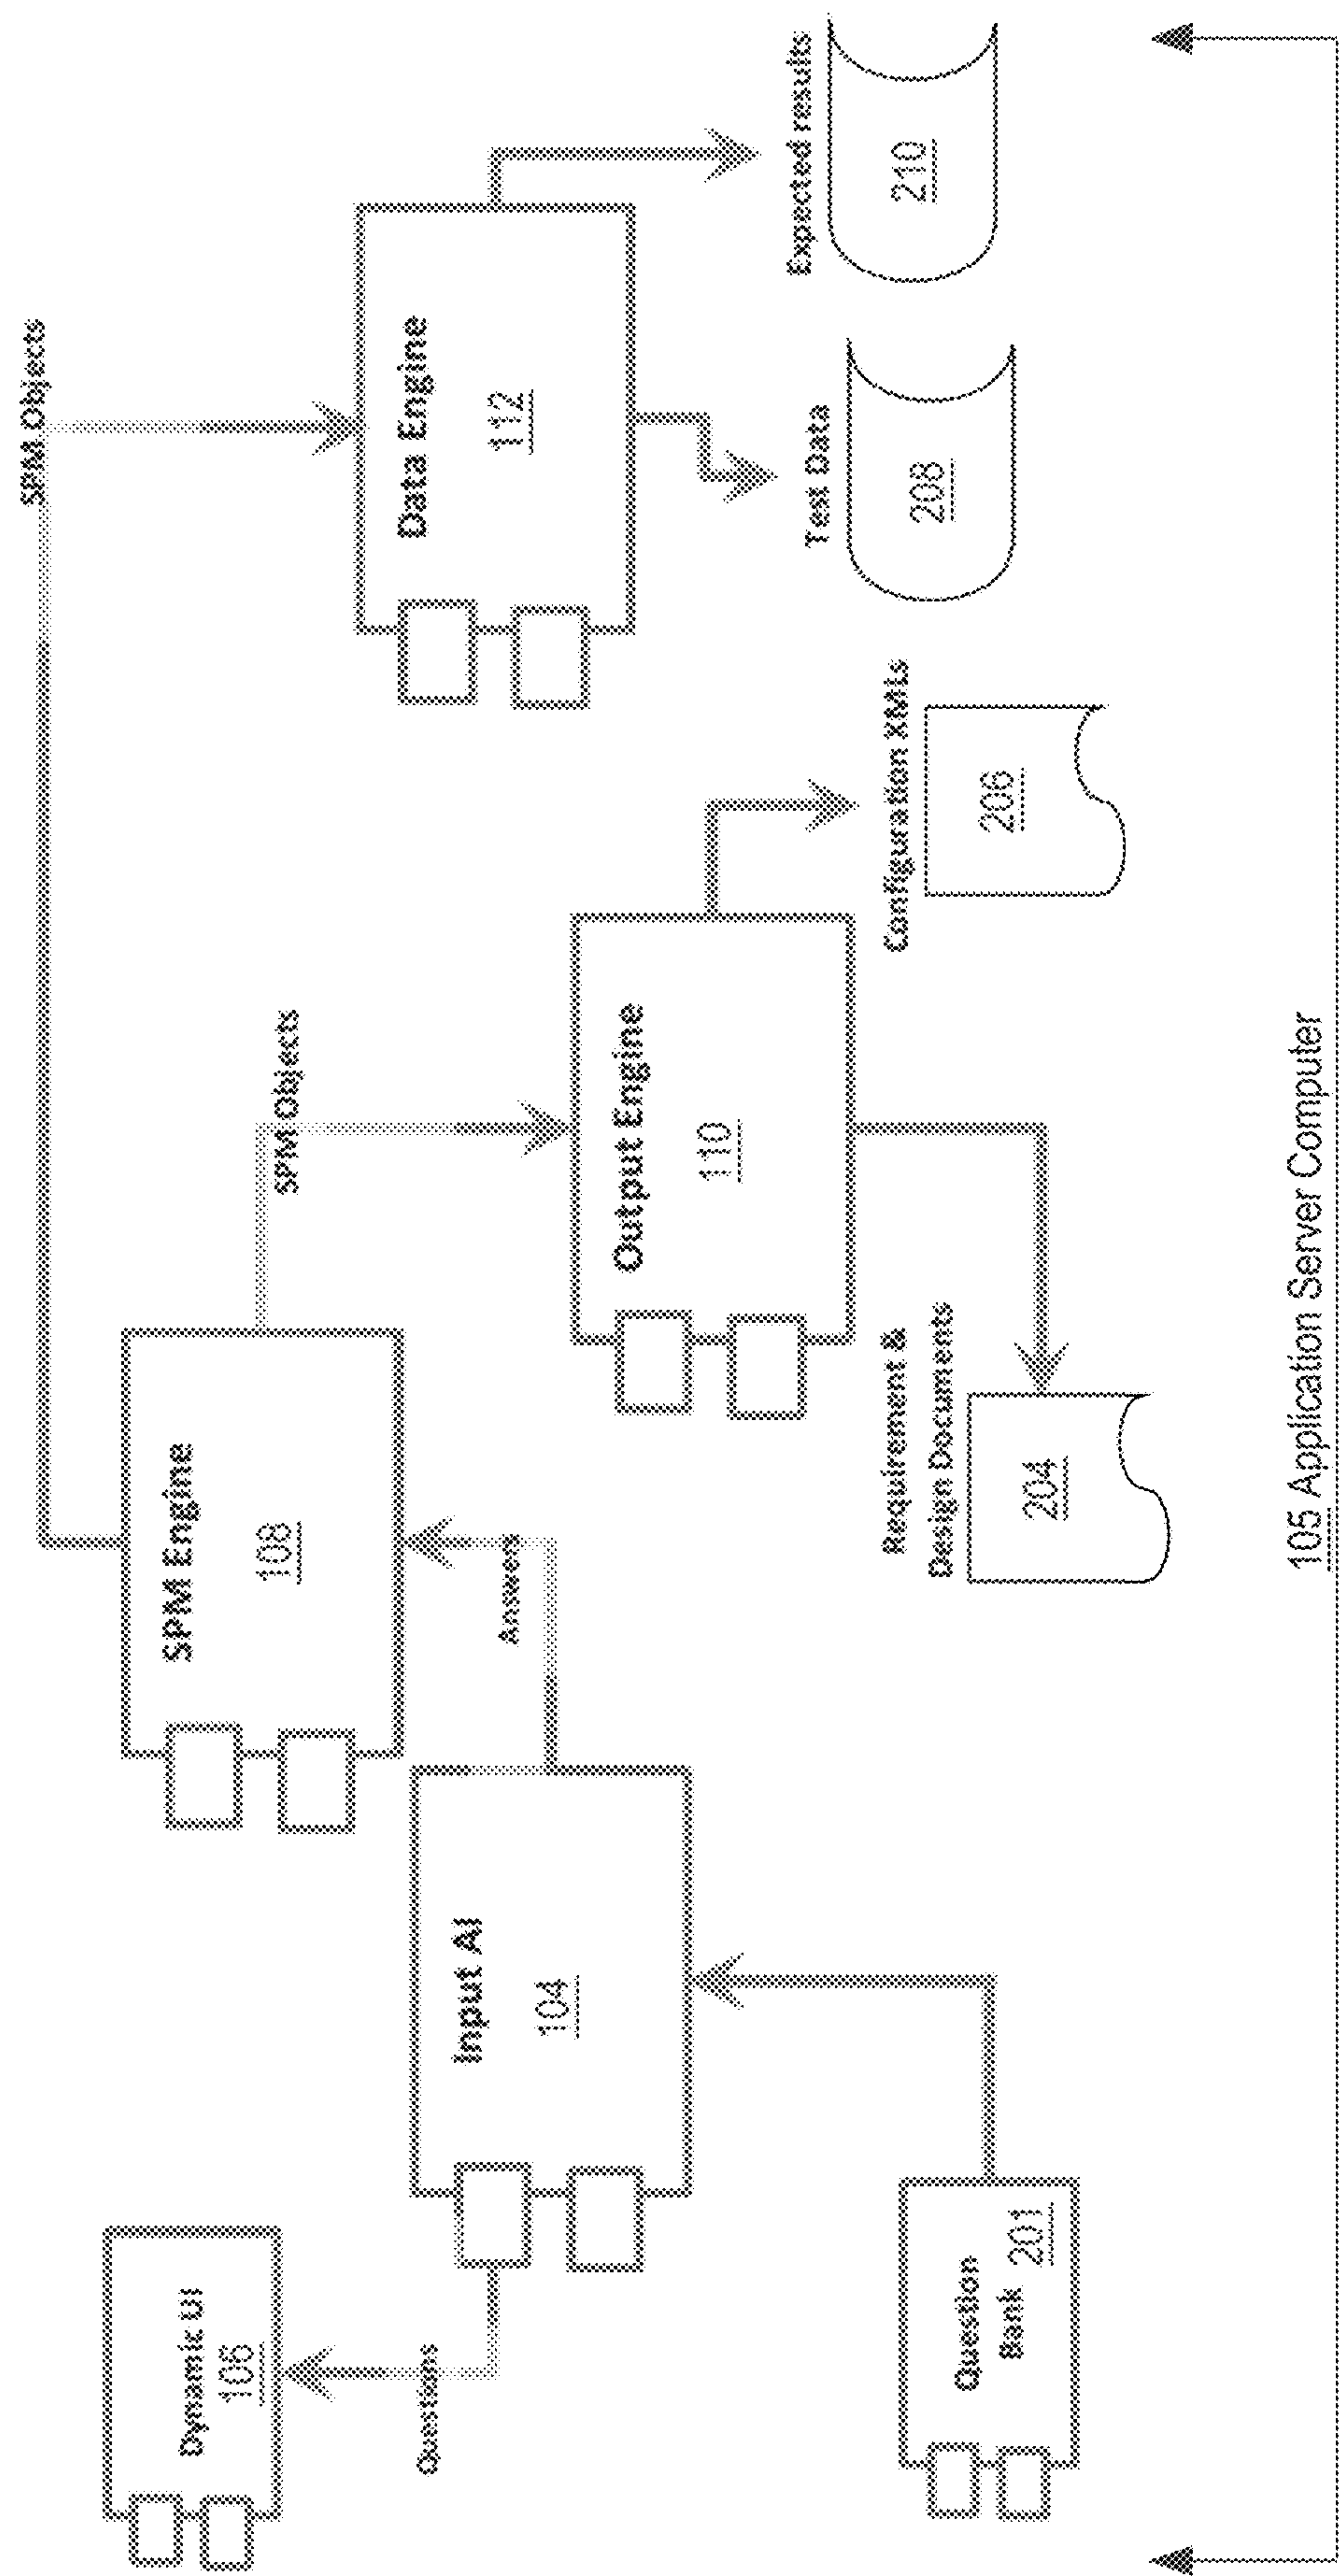 SPM Objects
Dynamic UI
106
SPM Engine
108
SPM Objects
Data Engine
112
Questions
Input AI
104
Answers
Output Engine
110
Expected results
210
Test Data
208
Configuration XMLs
206
Requirement &
Design Documents
204
Question
Bank 201
105 Application Server Computer